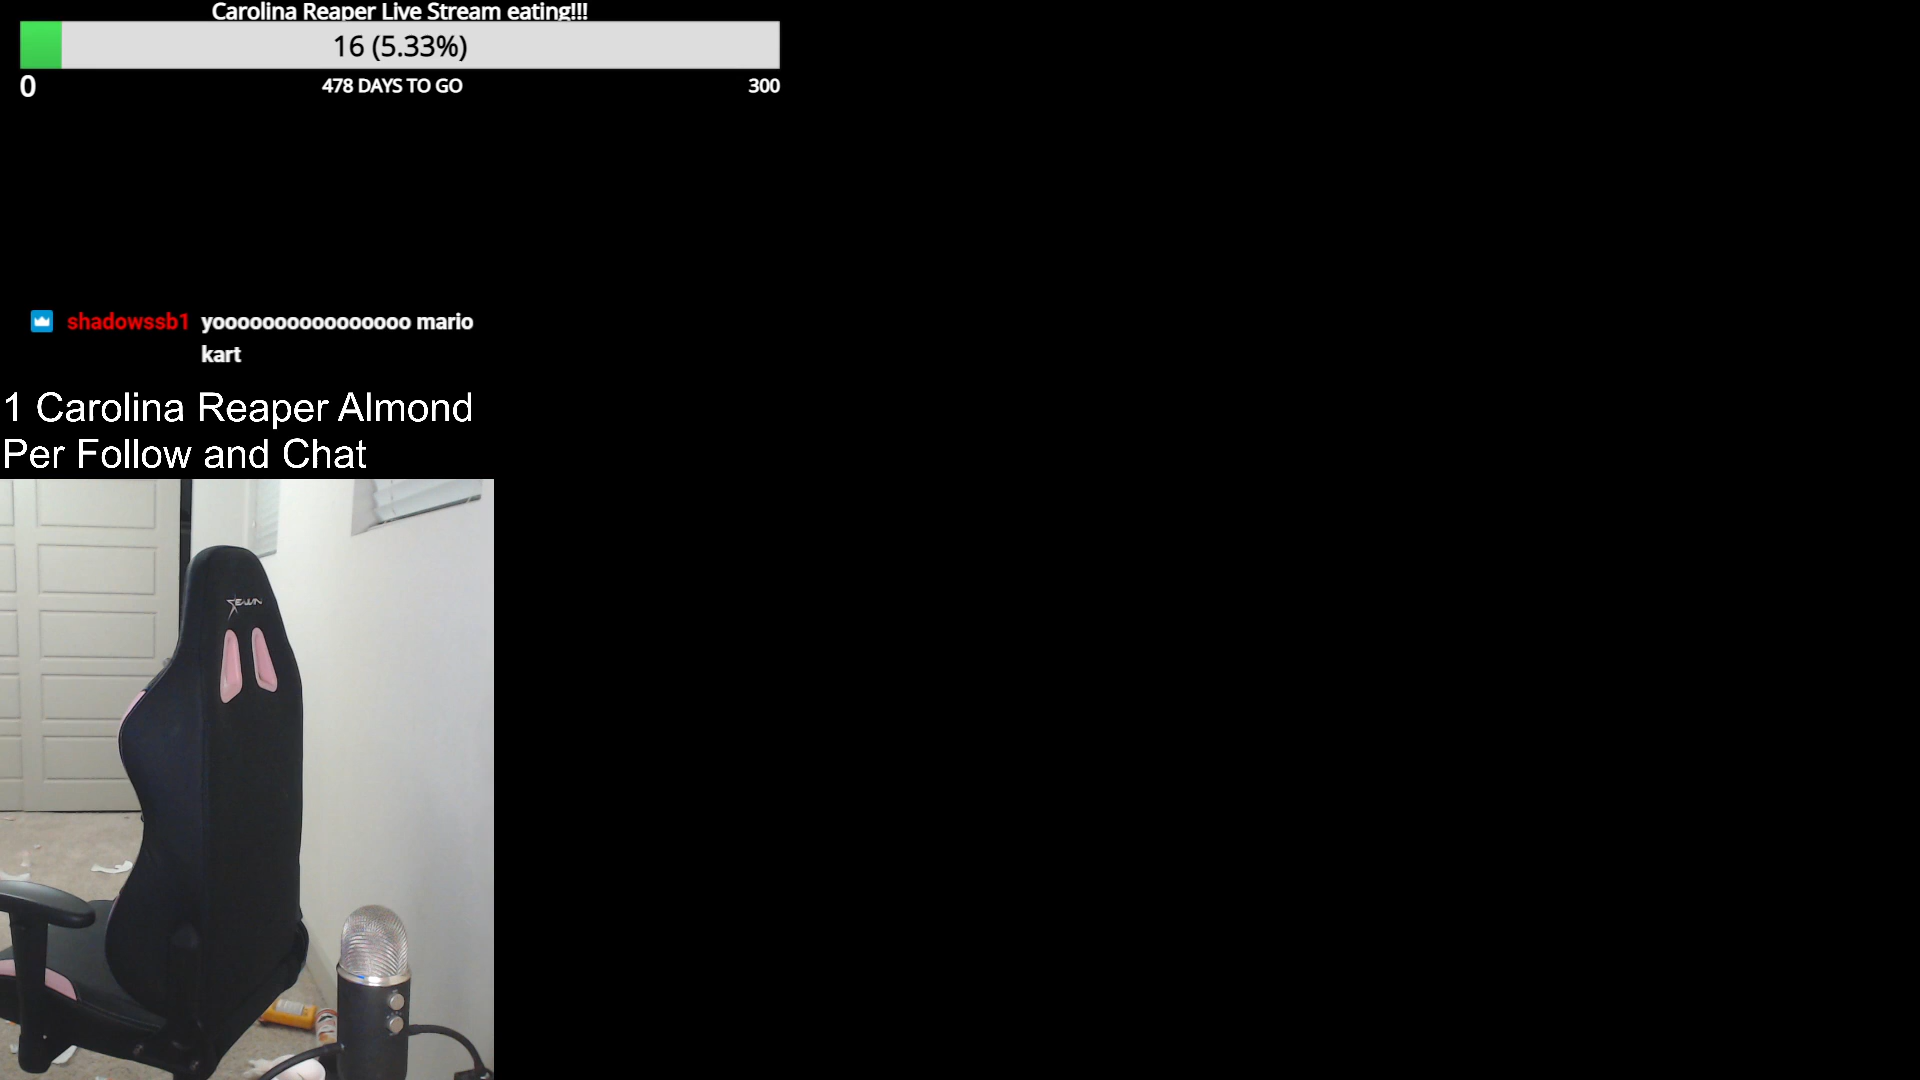 Carolina Reaper Live Stream eating!!!
16 (5.33%)
0 478 DAYS TO GO 300
shadowssb1 yoooooooooooooooo mario
kart
1 Carolina Reaper Almond
Per Follow and Chat